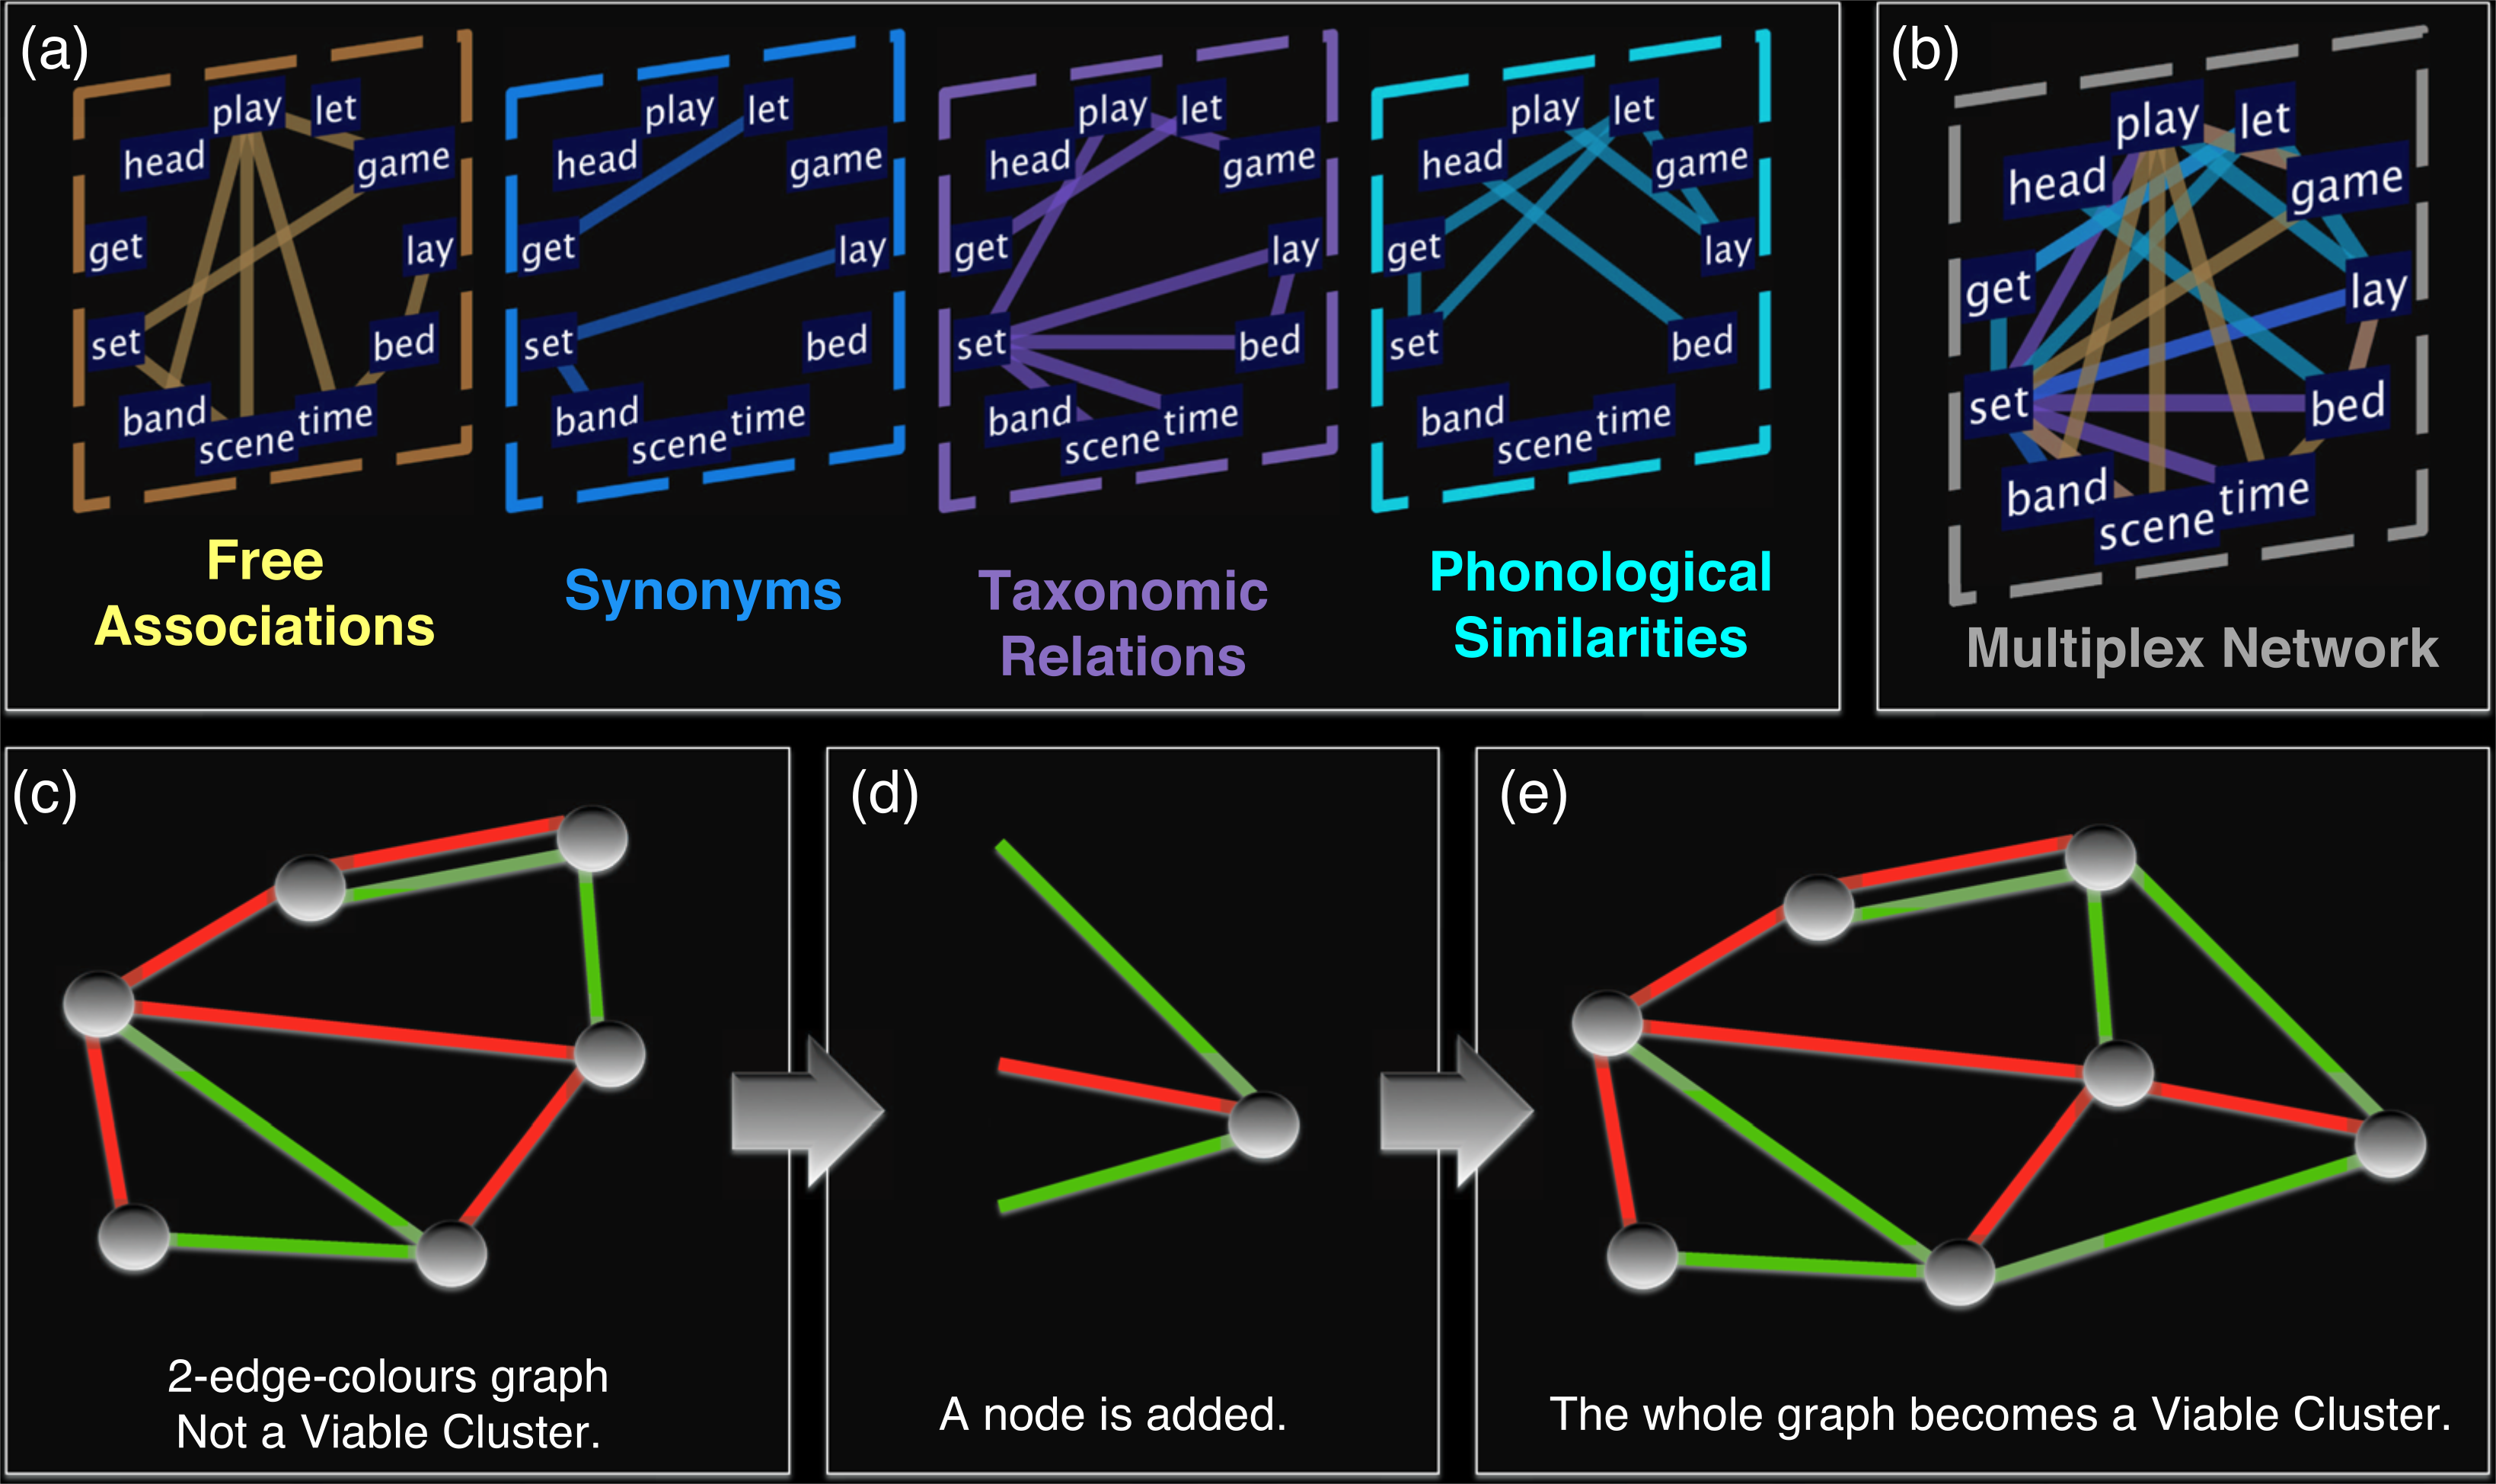 (a)
play
let
head
game
get
lay
set
bed
band
time
scene
Free
Associations
play
let
head
game
get
lay
set
bed
band
time
scene
Synonyms
play
let
head
game
get
lay
set
bed
band
time
scene
Taxonomic
Relations
play
let
head
game
get
lay
set
bed
band
time
scene
Phonological
Similarities
(b)
play
let
head
game
get
lay
set
bed
band
time
scene
Multiplex Network
(c)
2-edge-colours graph
Not a Viable Cluster.
(d)
A node is added.
(e)
The whole graph becomes a Viable Cluster.